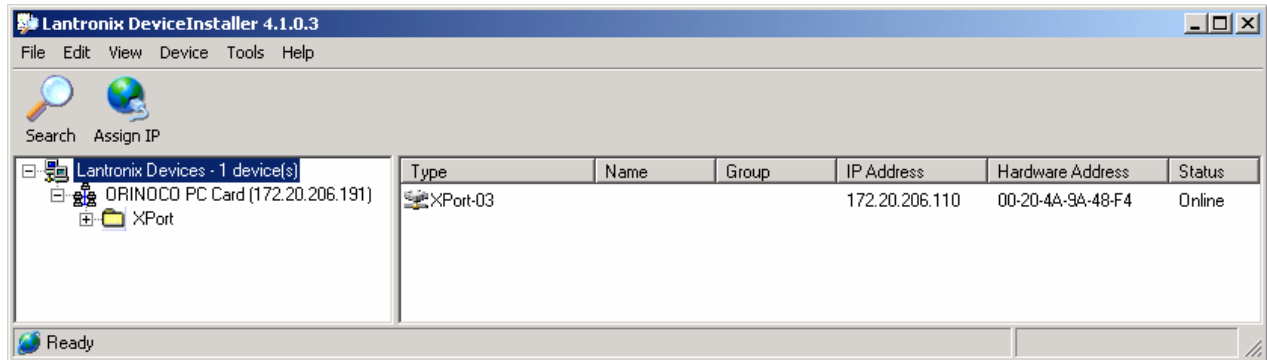 Lantronix DeviceInstaller 4.1.0.3
File Edit View Device Tools Help
Search Assign IP
Lantronix Devices - 1 device(s)
ORINOCO PC Card (172.20.206.191)
XPort
Type Name Group IP Address Hardware Address Status
XPort-03 172.20.206.110 00-20-4A-9A-48-F4 Online
Ready